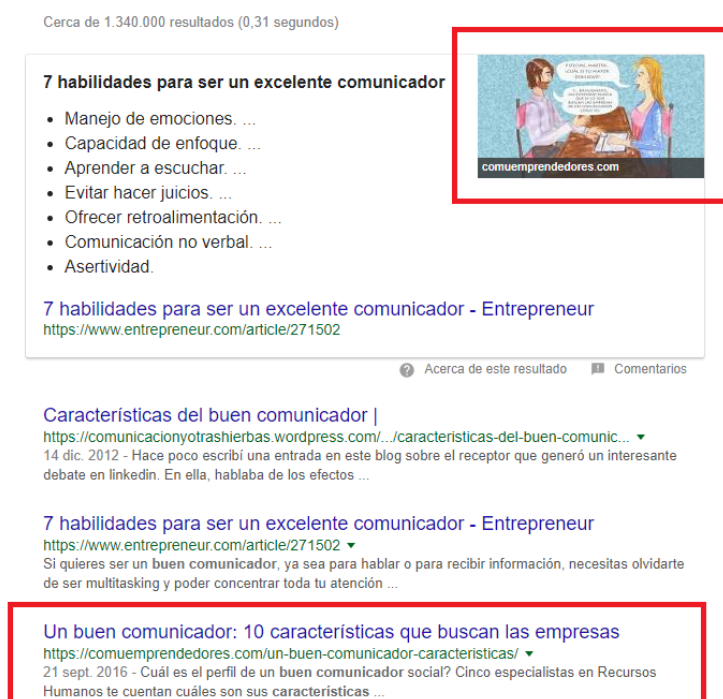 Cerca de 1.340.000 resultados (0,31 segundos)
7 habilidades para ser un excelente comunicador
• Manejo de emociones. ...
• Capacidad de enfoque. ...
• Aprender a escuchar. ...
• Evitar hacer juicios. ...
• Ofrecer retroalimentación. ...
• Comunicación no verbal. ...
• Asertividad.
comuemprendedores.com
7 habilidades para ser un excelente comunicador - Entrepreneur
https://www.entrepreneur.com/article/271502
Acerca de este resultado Comentarios
Características del buen comunicador |
https://comunicacionyotrashierbas.wordpress.com/.../caracteristicas-del-buen-comunic...
14 dic. 2012 - Hace poco escribí una entrada en este blog sobre el receptor que generó un interesante
debate en linkedin. En ella, hablaba de los efectos ...
7 habilidades para ser un excelente comunicador - Entrepreneur
https://www.entrepreneur.com/article/271502
Si quieres ser un buen comunicador, ya sea para hablar o para recibir información, necesitas olvidarte
de ser multitasking y poder concentrar toda tu atención ...
Un buen comunicador: 10 características que buscan las empresas
https://comuemprendedores.com/un-buen-comunicador-caracteristicas/
21 sept. 2016 - Cuál es el perfil de un buen comunicador social? Cinco especialistas en Recursos
Humanos te cuentan cuáles son sus características ...